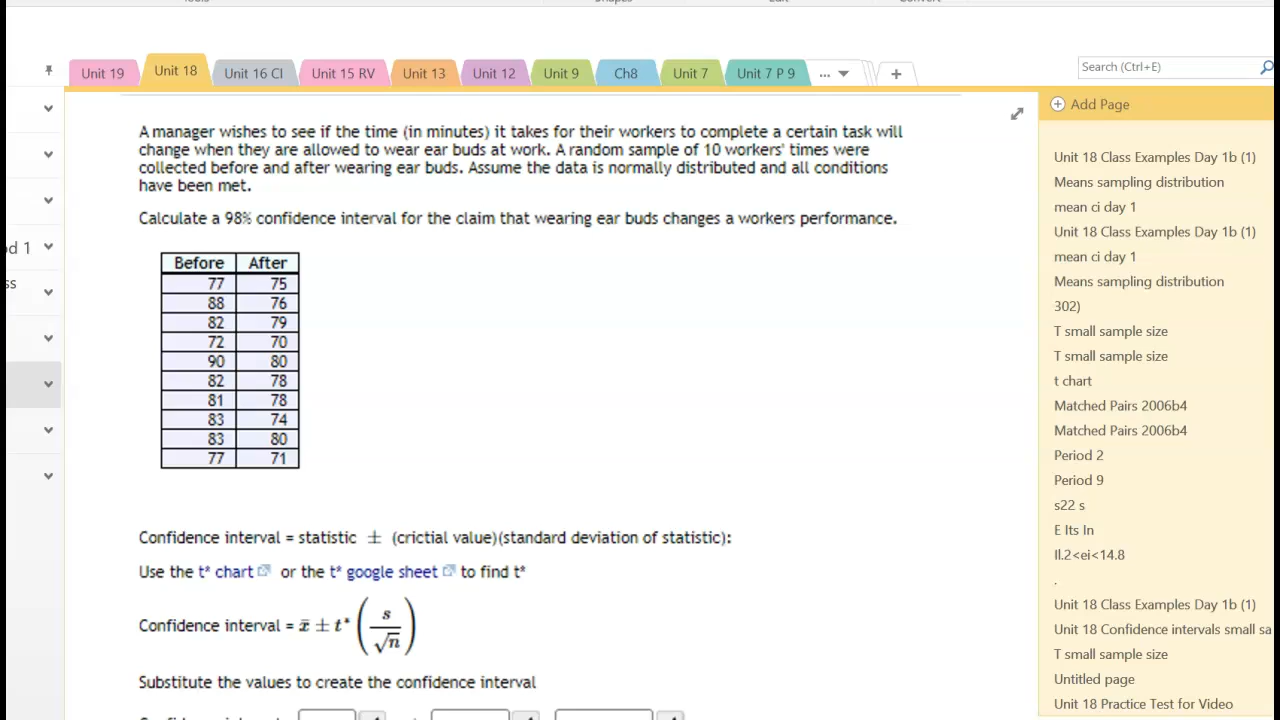 Unit 19 Unit 18 Unit 16 CI Unit 15 RV Unit 13 Unit 12 Unit 9 Ch8 Unit 7 Unit 7 P 9 ... +
Search (Ctrl+E)
Add Page
A manager wishes to see if the time (in minutes) it takes for their workers to complete a certain task will
change when they are allowed to wear ear buds at work. A random sample of 10 workers' times were
collected before and after wearing ear buds. Assume the data is normally distributed and all conditions
have been met.
Calculate a 98% confidence interval for the claim that wearing ear buds changes a workers performance.
Before After
77 75
88 76
82 79
72 70
90 80
82 78
81 78
83 74
83 80
77 71
Confidence interval = statistic ± (crictial value)(standard deviation of statistic):
Use the t* chart or the t* google sheet to find t*
Confidence interval = x̄ ± t* (s/√n)
Substitute the values to create the confidence interval
od 1
ss
Unit 18 Class Examples Day 1b (1)
Means sampling distribution
mean ci day 1
Unit 18 Class Examples Day 1b (1)
mean ci day 1
Means sampling distribution
302)
T small sample size
T small sample size
t chart
Matched Pairs 2006b4
Matched Pairs 2006b4
Period 2
Period 9
s22 s
E Its In
Il.2<ei<14.8
.
Unit 18 Class Examples Day 1b (1)
Unit 18 Confidence intervals small sa
T small sample size
Untitled page
Unit 18 Practice Test for Video